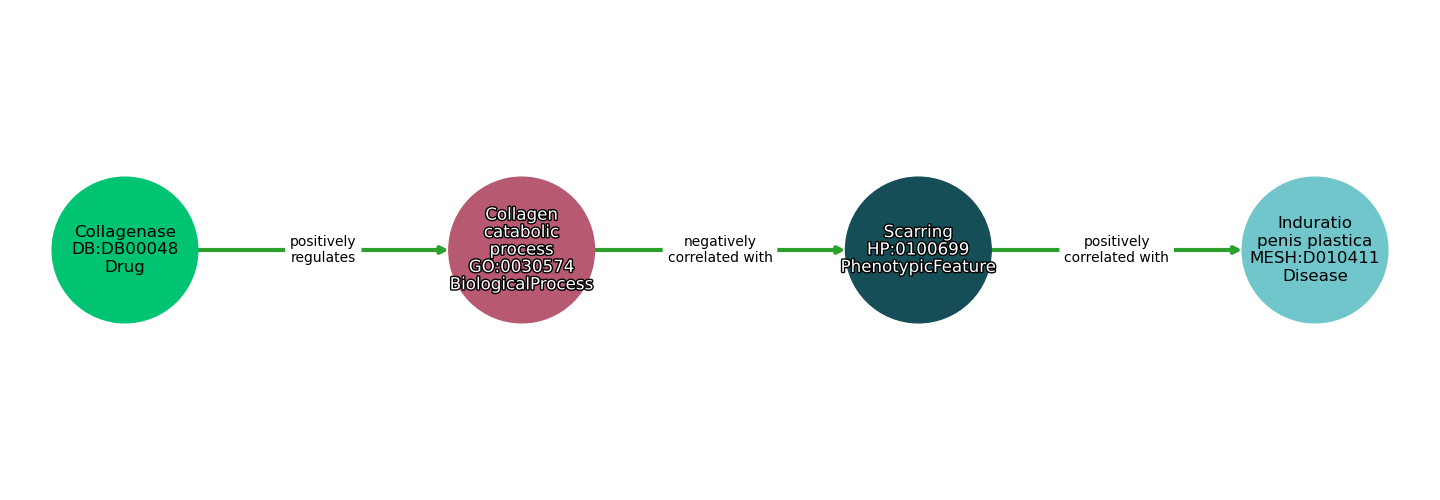 Collagenase
DB:DB00048
Drug
positively
regulates
Collagen
catabolic
process
GO:0030574
BiologicalProcess
negatively
correlated with
Scarring
HP:0100699
PhenotypicFeature
positively
correlated with
Induratio
penis plastica
MESH:D010411
Disease